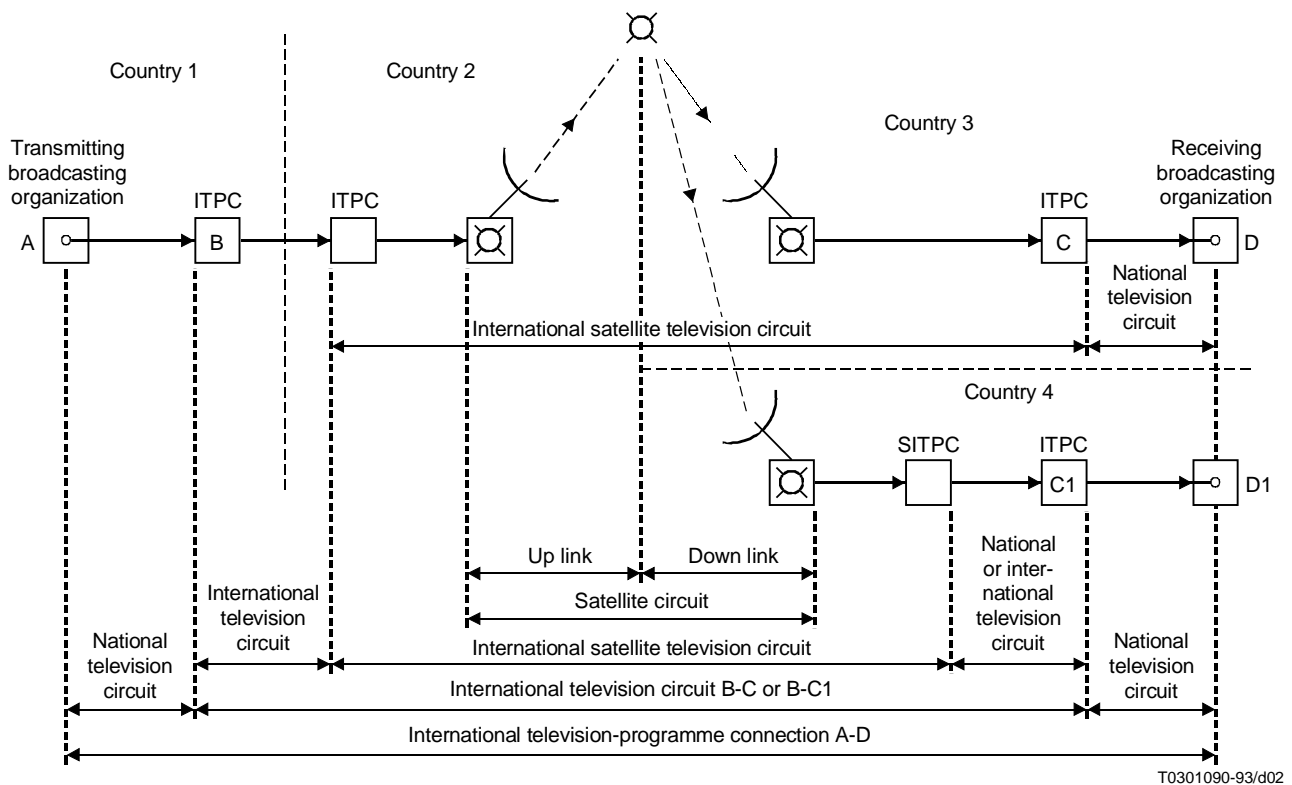 Country 1
Country 2
Country 3
Transmitting
broadcasting
organization
Receiving
broadcasting
organization
ITPC
ITPC
ITPC
A
B
C
D
National
television
circuit
International satellite television circuit
Country 4
SITPC
ITPC
C1
D1
Up link
Down link
National
or inter-
national
television
circuit
International
television
circuit
Satellite circuit
National
television
circuit
International satellite television circuit
National
television
circuit
International television circuit B-C or B-C1
International television-programme connection A-D
T0301090-93/d02